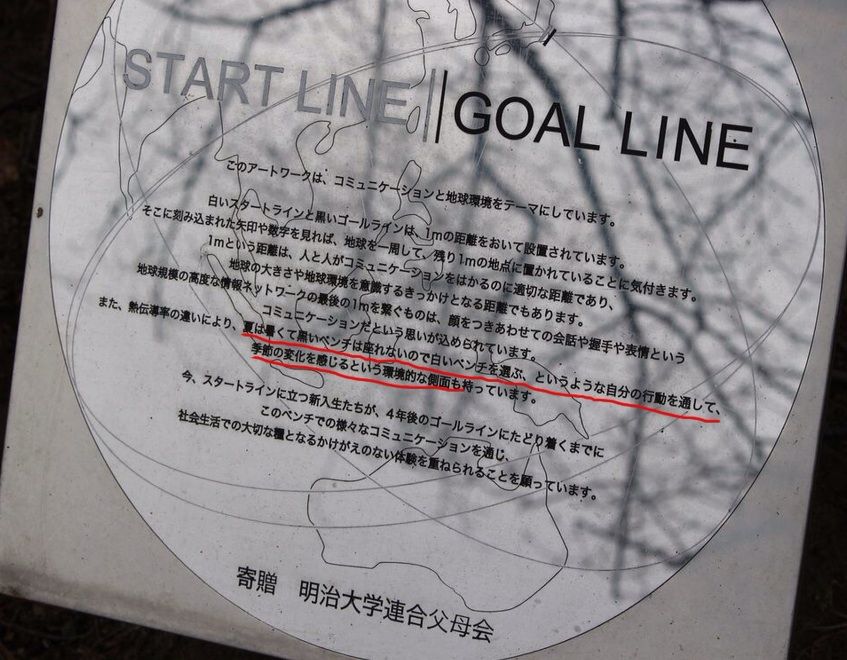 START LINE || GOAL LINE
このアートワークは、コミュニケーションと地球環境をテーマにしています。
白いスタートラインと黒いゴールラインは、1mの距離をおいて設置されています。
そこに刻み込まれた矢印や数字を見れば、地球を一周して、残り1mの地点に置かれていることに気付きます。
1mという距離は、人と人がコミュニケーションをはかるのに適切な距離であり、
地球の大きさや地球環境を意識するきっかけとなる距離でもあります。
地球規模の高度な情報ネットワークの最後の1mを繋ぐものは、顔をつきあわせての会話や握手や表情という
コミュニケーションだという思いが込められています。
また、熱伝導率の違いにより、夏は暑くて黒いベンチは座れないので白いベンチを選ぶ、というような自分の行動を通して、
季節の変化を感じるという環境的な側面も持っています。
今、スタートラインに立つ新入生たちが、4年後のゴールラインにたどり着くまでに
このベンチでの様々なコミュニケーションを通じ、
社会生活での大切な糧となるかけがえのない体験を重ねられることを願っています。
寄贈　明治大学連合父母会